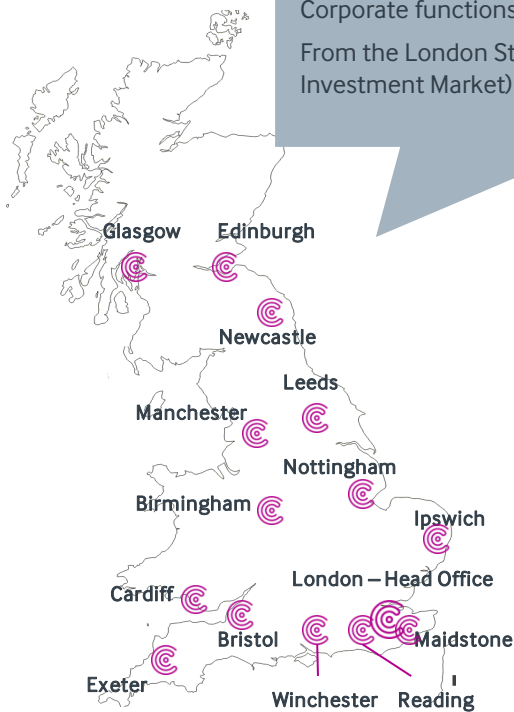 Corporate functions
From the London St
Investment Market)
Glasgow
Edinburgh
Newcastle
Leeds
Manchester
Nottingham
Birmingham
Ipswich
London – Head Office
Cardiff
Bristol
Maidstone
Exeter
Winchester
Reading